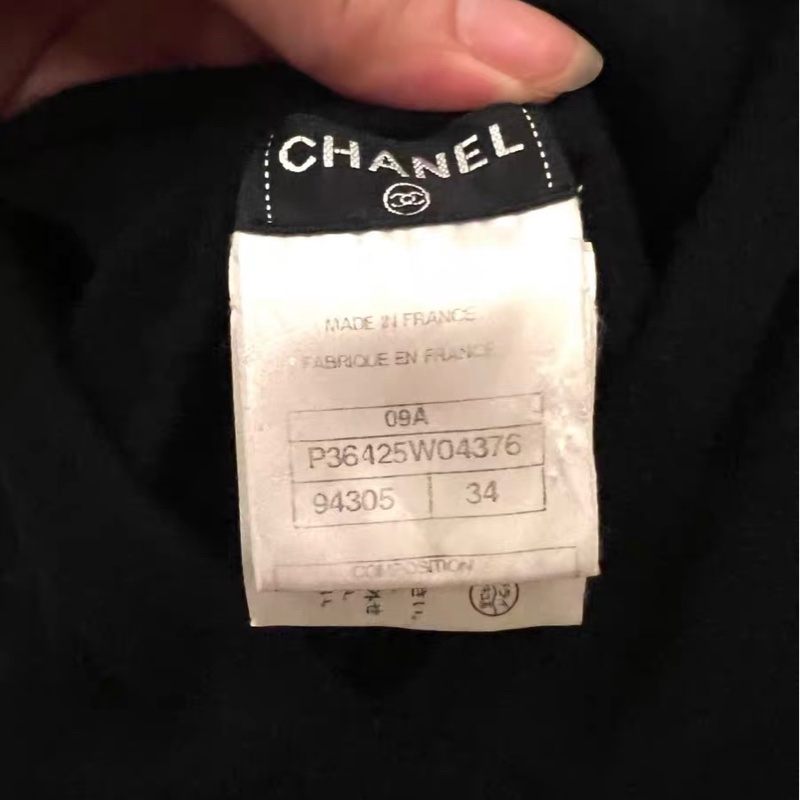 CHANEL
MADE IN FRANCE
FABRIQUE EN FRANCE
09A
P36425W04376
94305 34
COMPOSITION